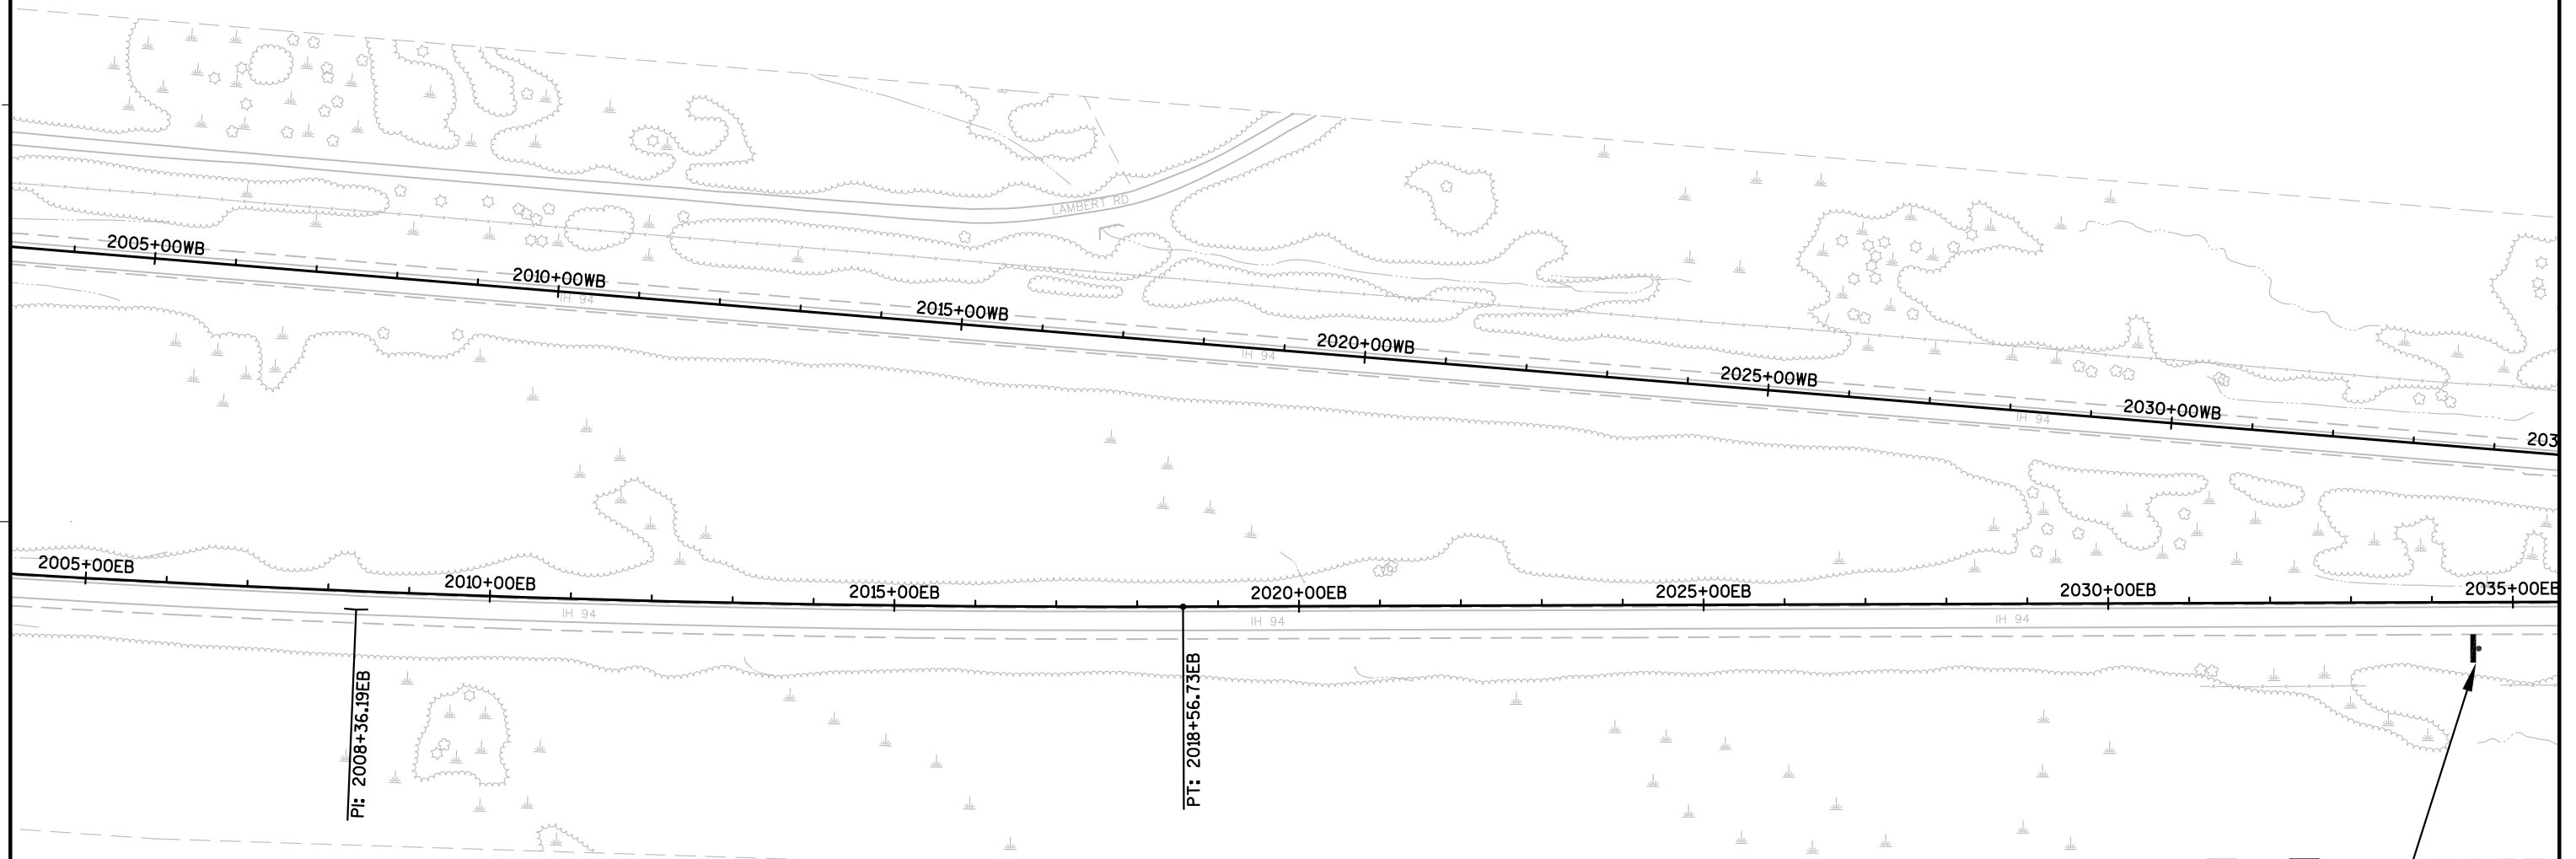 LAMBERT RD
2005+00WB
2010+00WB
IH 94
2015+00WB
2020+00WB
IH 94
2025+00WB
2030+00WB
IH 94
203
2005+00EB
2010+00EB
2015+00EB
2020+00EB
2025+00EB
2030+00EB
2035+00EB
IH 94
IH 94
IH 94
PI: 2008+36.19EB
PT: 2018+56.73EB